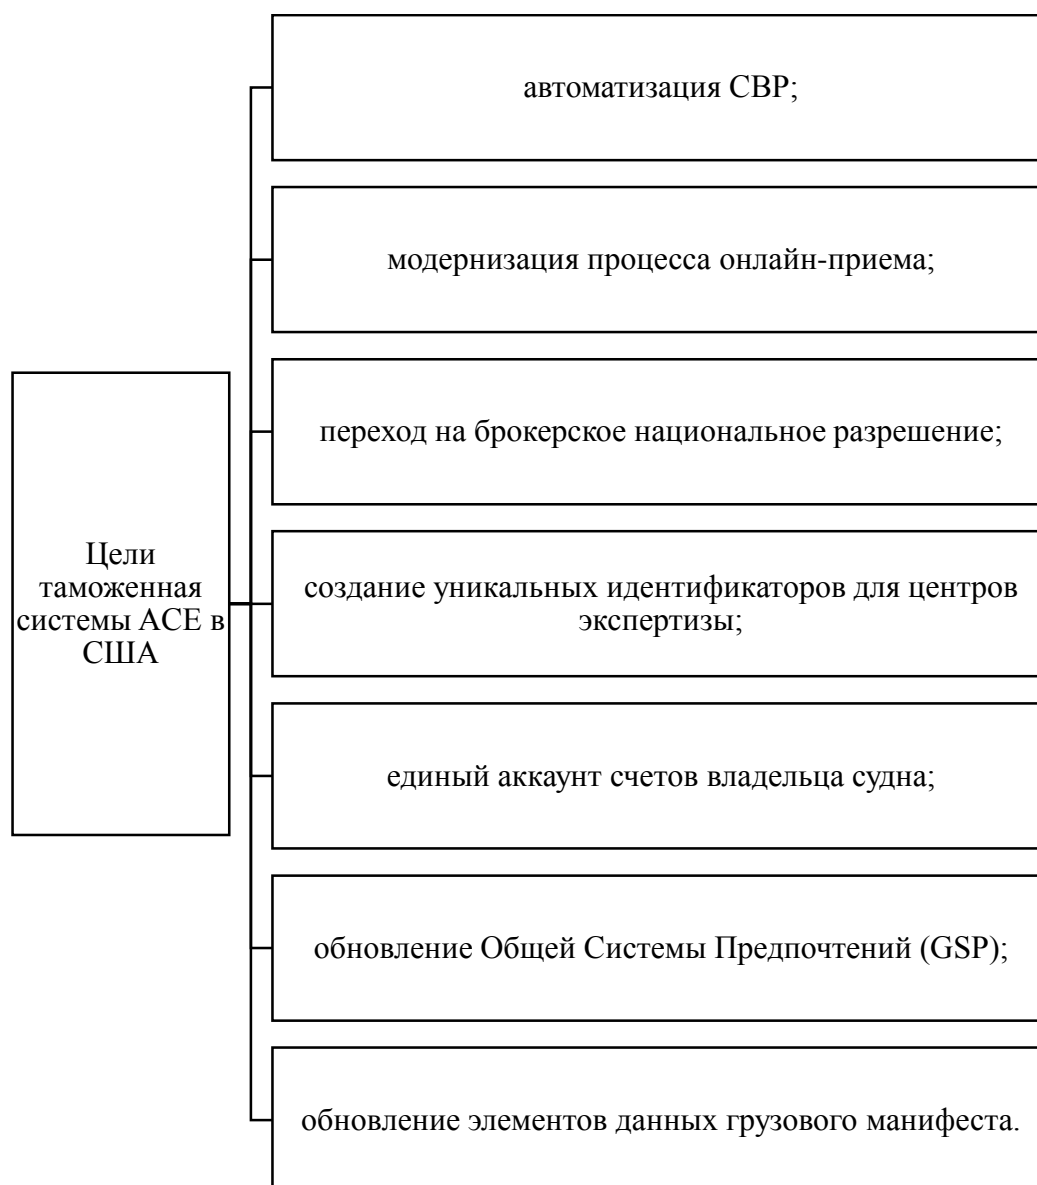 автоматизация CBP;
модернизация процесса онлайн-приема;
переход на брокерское национальное разрешение;
Цели
таможенная
системы ACE в
США
создание уникальных идентификаторов для центров
экспертизы;
единый аккаунт счетов владельца судна;
обновление Общей Системы Предпочтений (GSP);
обновление элементов данных грузового манифеста.